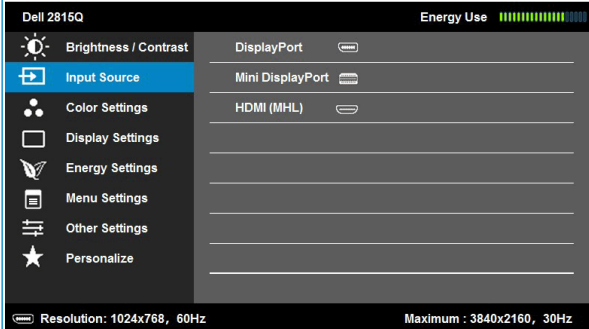 Dell 2815Q Energy Use
Brightness / Contrast DisplayPort
Input Source Mini DisplayPort
Color Settings HDMI (MHL)
Display Settings
Energy Settings
Menu Settings
Other Settings
Personalize
Resolution: 1024x768, 60Hz Maximum : 3840x2160, 30Hz